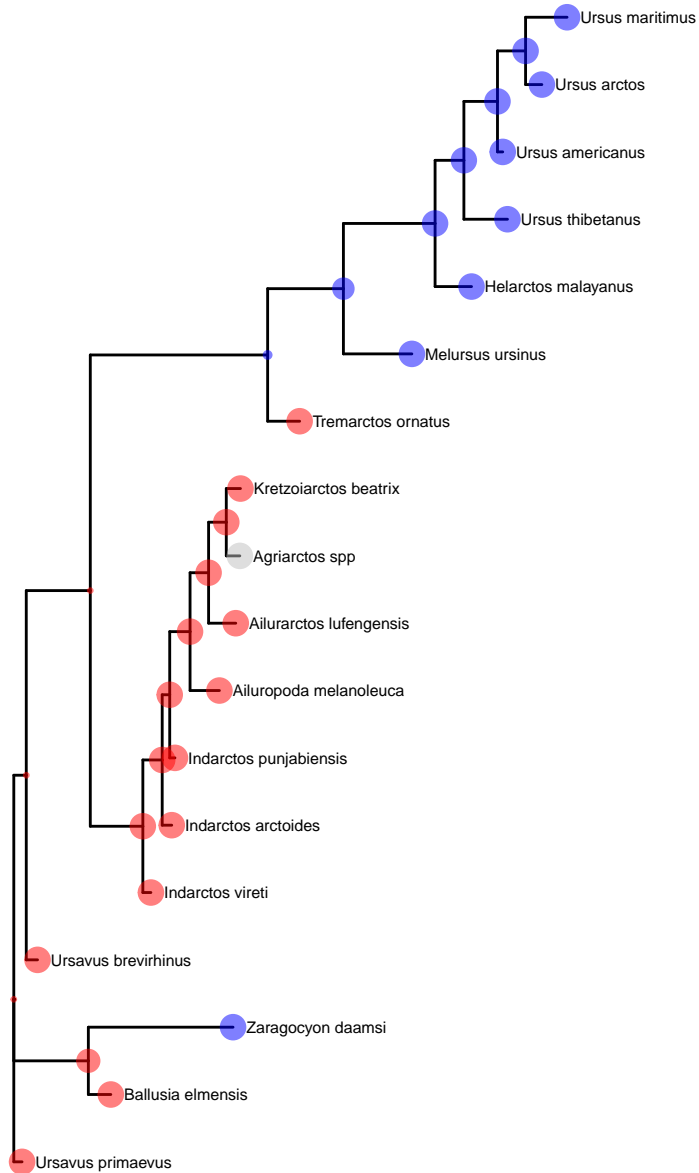 Ursus maritimus
Ursus arctos
Ursus americanus
Ursus thibetanus
Helarctos malayanus
Melursus ursinus
Tremarctos ornatus
Kretzoiarctos beatrix
Agriarctos spp
Ailurarctos lufengensis
Ailuropoda melanoleuca
Indarctos punjabiensis
Indarctos arctoides
Indarctos vireti
Ursavus brevirhinus
Zaragocyon daamsi
Ballusia elmensis
Ursavus primaevus